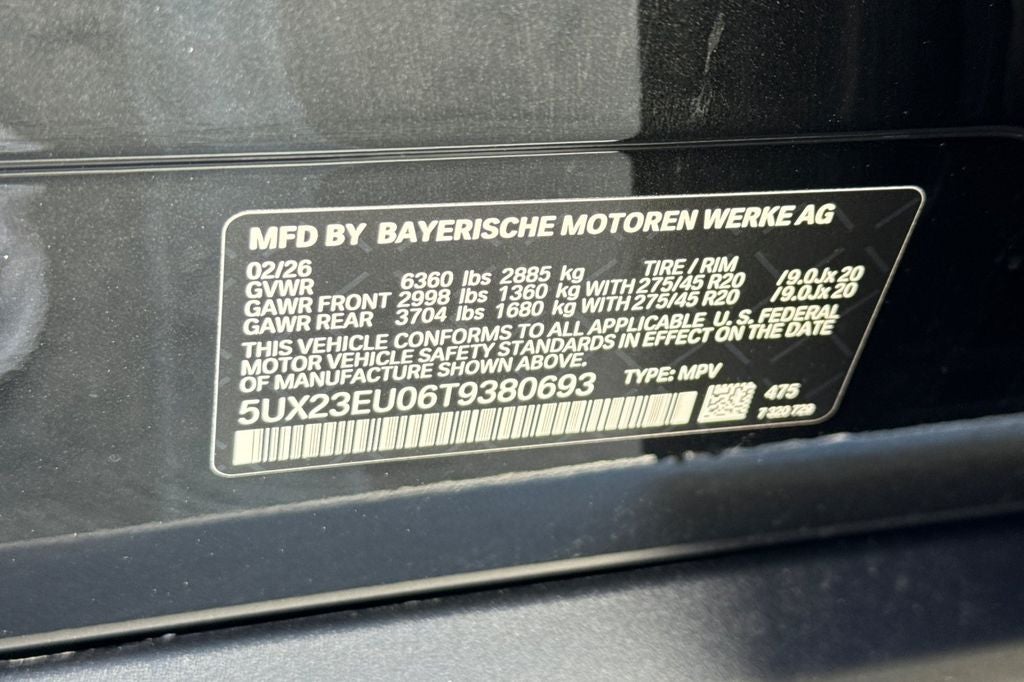 MFD BY BAYERISCHE MOTOREN WERKE AG
02/26 TIRE / RIM
GVWR 6360 lbs 2885 kg
GAWR FRONT 2998 lbs 1360 kg WITH 275/45 R20 /9.0Jx20
GAWR REAR 3704 lbs 1680 kg WITH 275/45 R20 /9.0Jx20
THIS VEHICLE CONFORMS TO ALL APPLICABLE U. S. FEDERAL
MOTOR VEHICLE SAFETY STANDARDS IN EFFECT ON THE DATE
OF MANUFACTURE SHOWN ABOVE.
5UX23EU06T9380693 TYPE: MPV
475
7 320 729